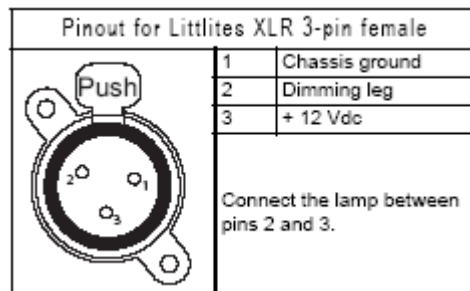 Pinout for Littlites XLR 3-pin female
Push
2
1
3
1 Chassis ground
2 Dimming leg
3 + 12 Vdc
Connect the lamp between
pins 2 and 3.